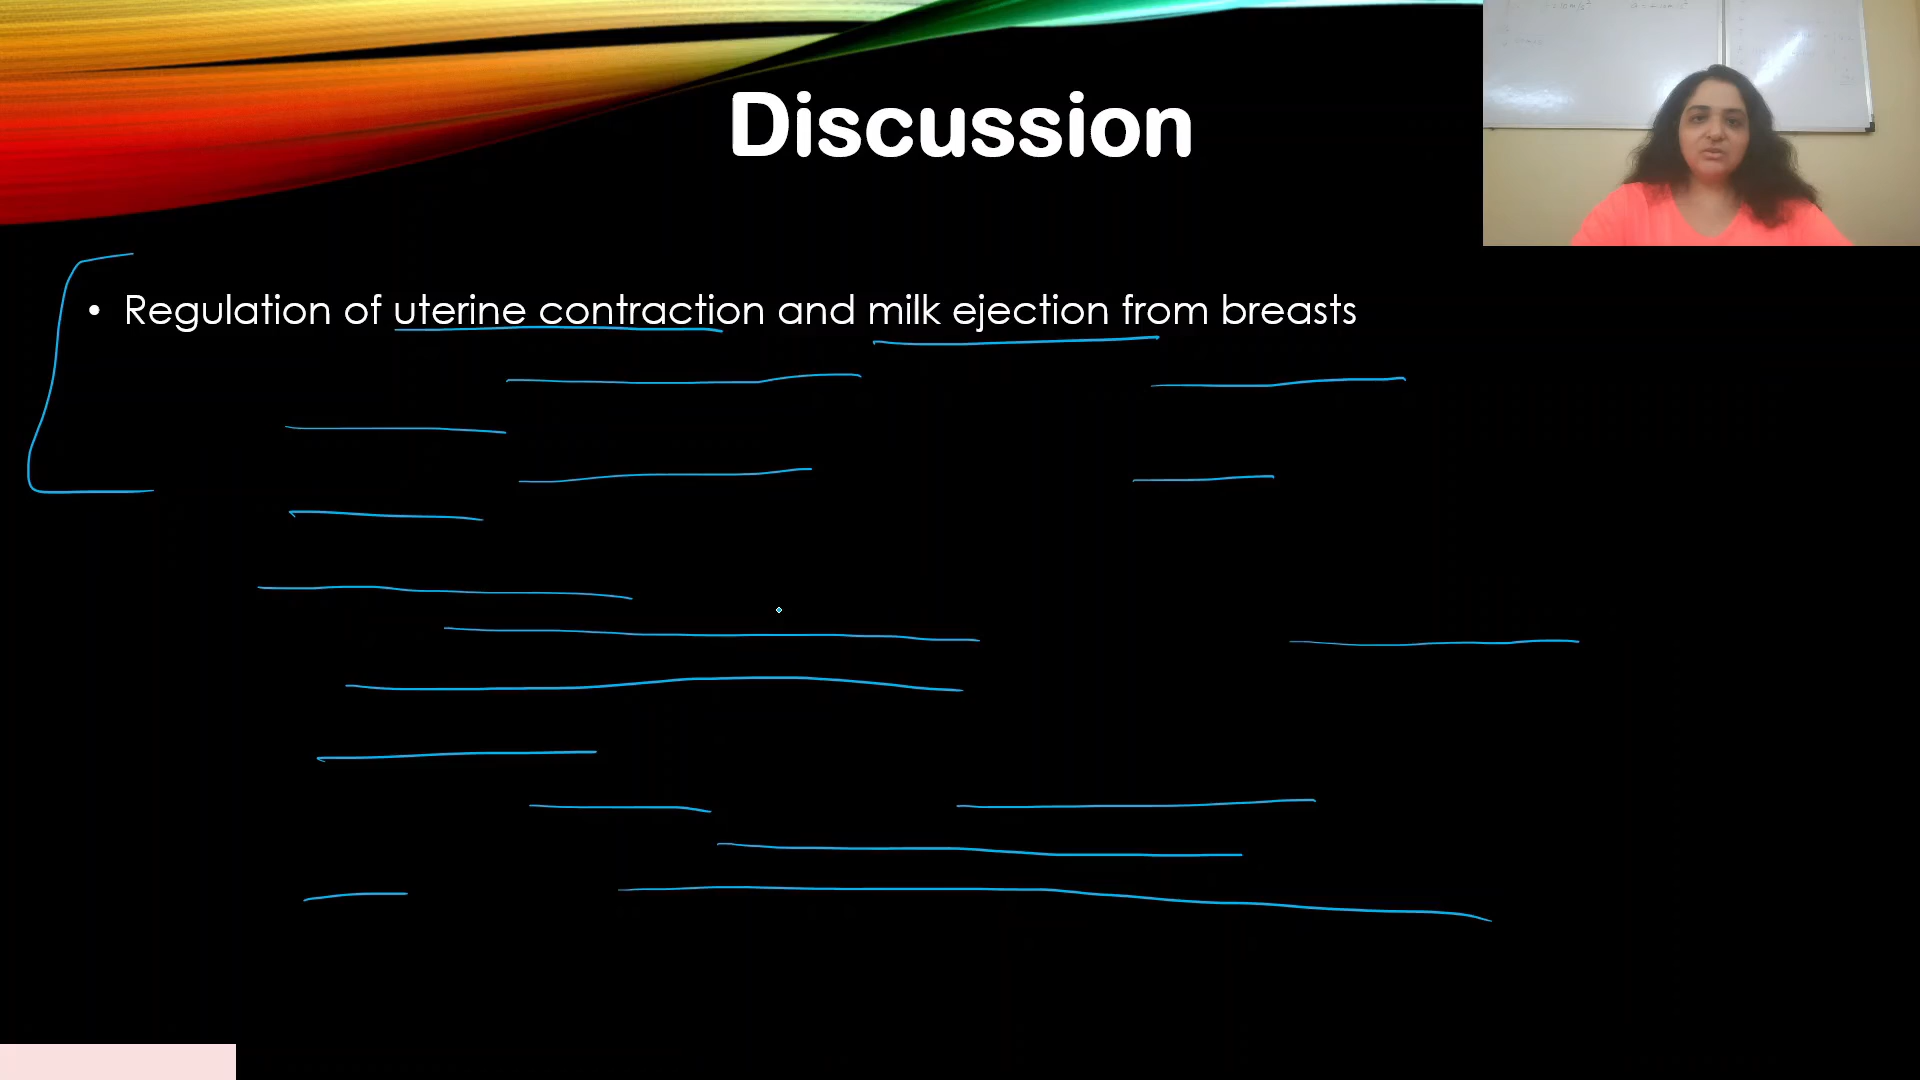 Discussion
• Regulation of uterine contraction and milk ejection from breasts